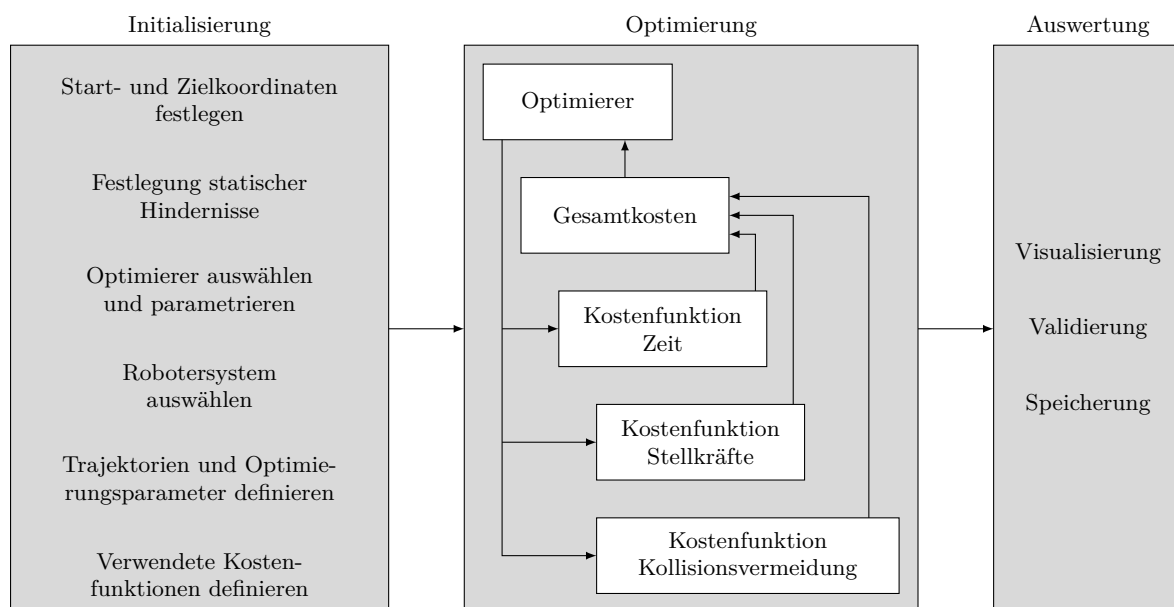 Initialisierung
Start- und Zielkoordinaten
festlegen
Festlegung statischer
Hindernisse
Optimierer auswählen
und parametrieren
Robotersystem
auswählen
Trajektorien und Optimie-
rungsparameter definieren
Verwendete Kosten-
funktionen definieren
Optimierung
Optimierer
Gesamtkosten
Kostenfunktion
Zeit
Kostenfunktion
Stellkräfte
Kostenfunktion
Kollisionsvermeidung
Auswertung
Visualisierung
Validierung
Speicherung